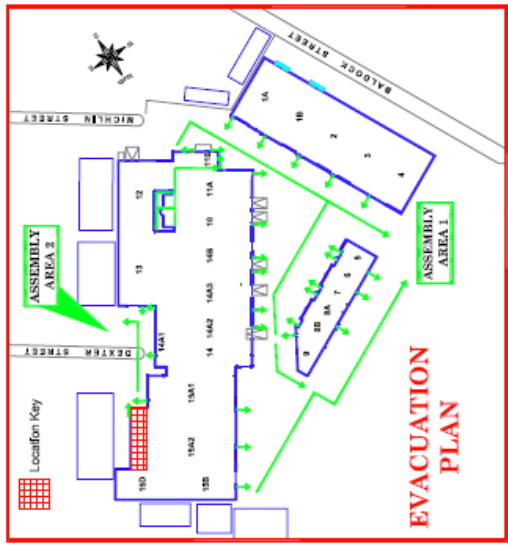 BALDOCK STREET
MICHLIN STREET
DEXTER STREET
1A
1B
2
3
4
12
11A
10
13
14B
14A3
14A2
14
14A1
15A1
15A2
15B
15D
5
6
7
8A
8B
9
ASSEMBLY
AREA 1
ASSEMBLY
AREA 2
Location Key
EVACUATION
PLAN